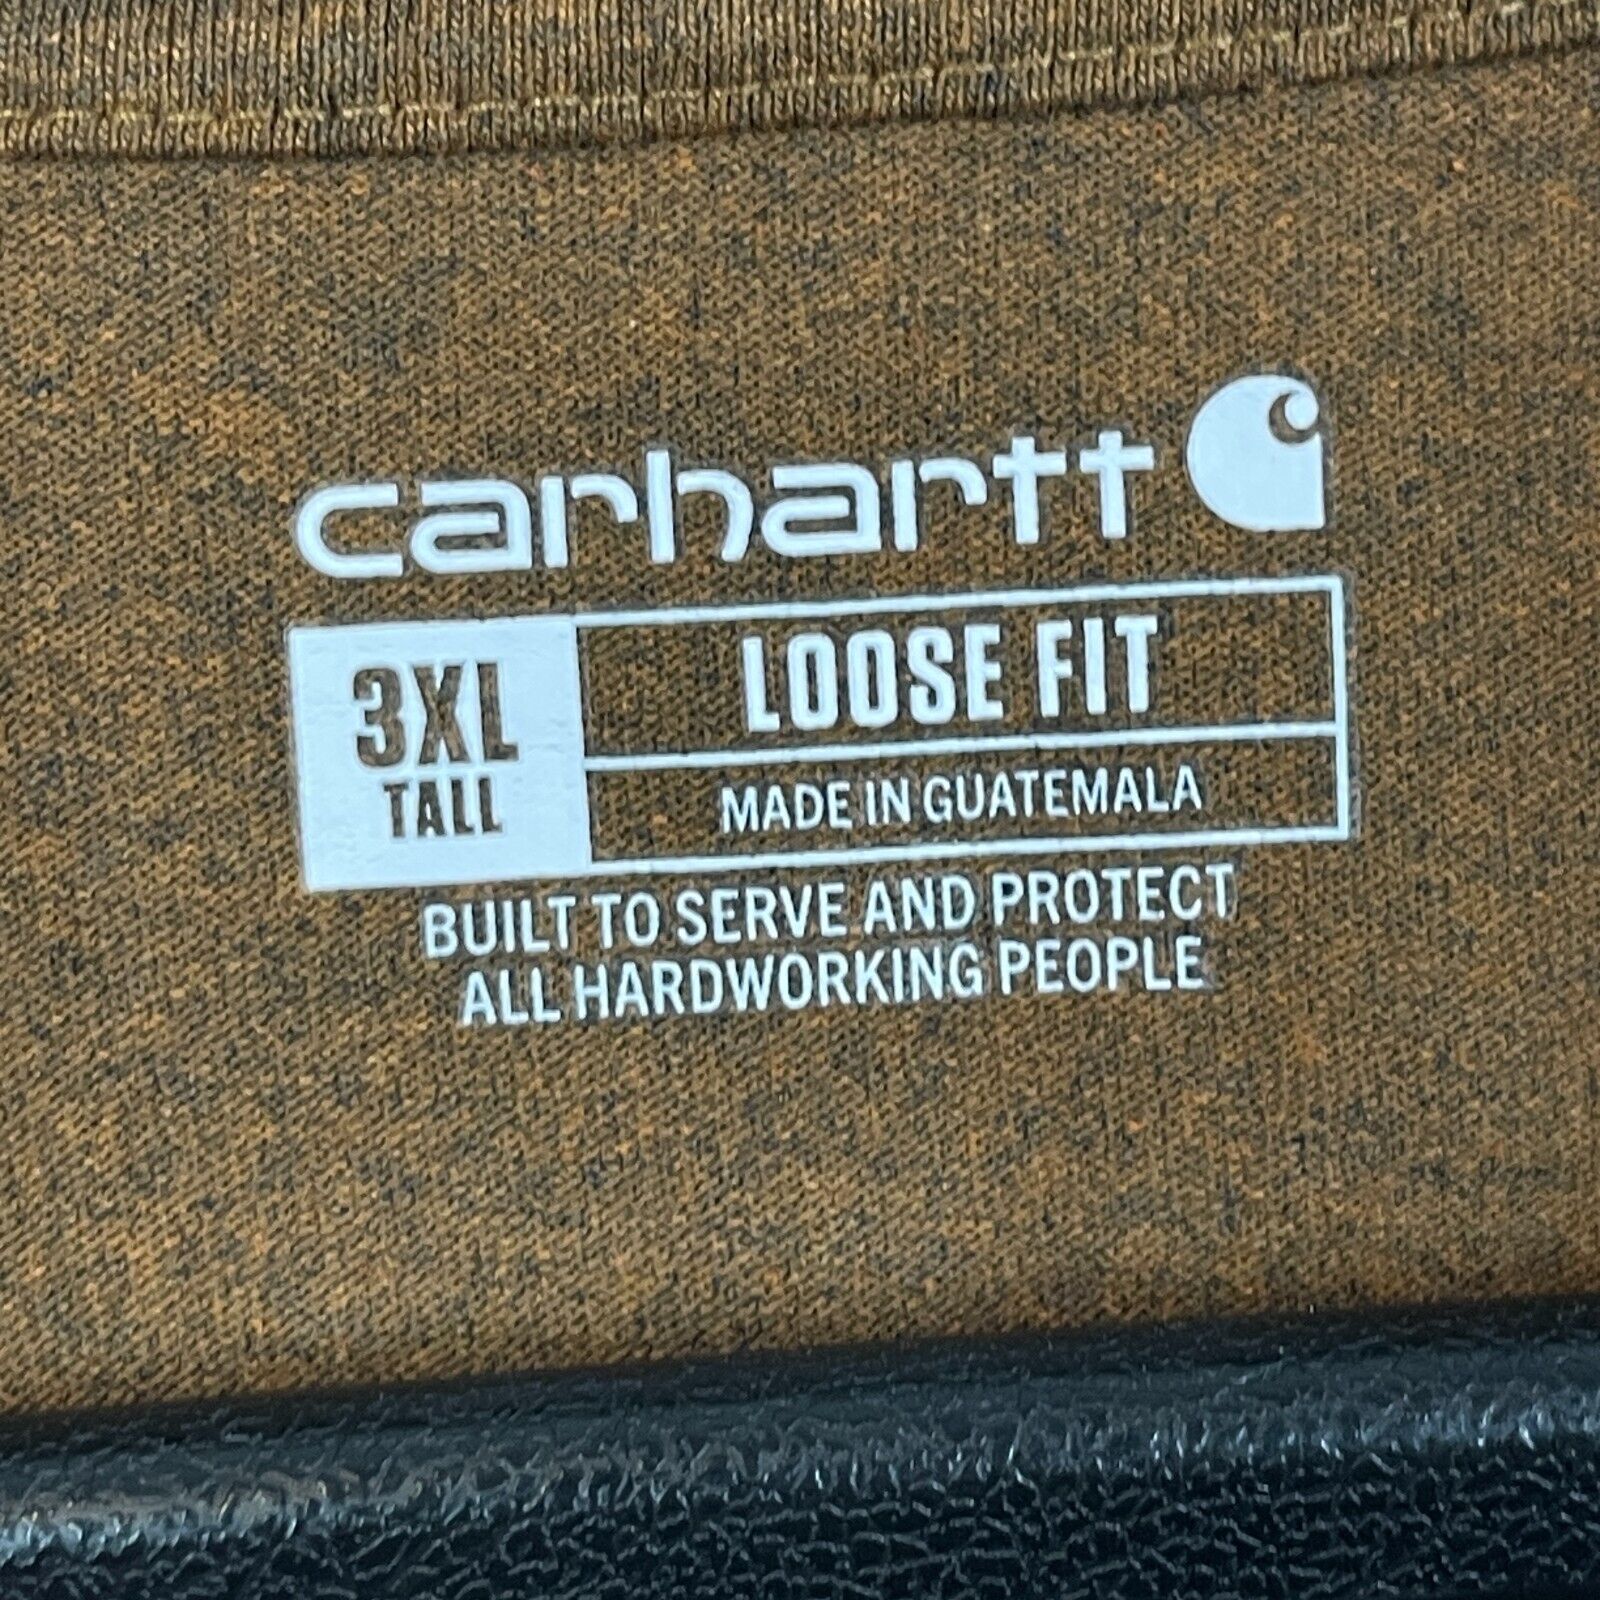 carhartt
3XL
TALL
LOOSE FIT
MADE IN GUATEMALA
BUILT TO SERVE AND PROTECT
ALL HARDWORKING PEOPLE